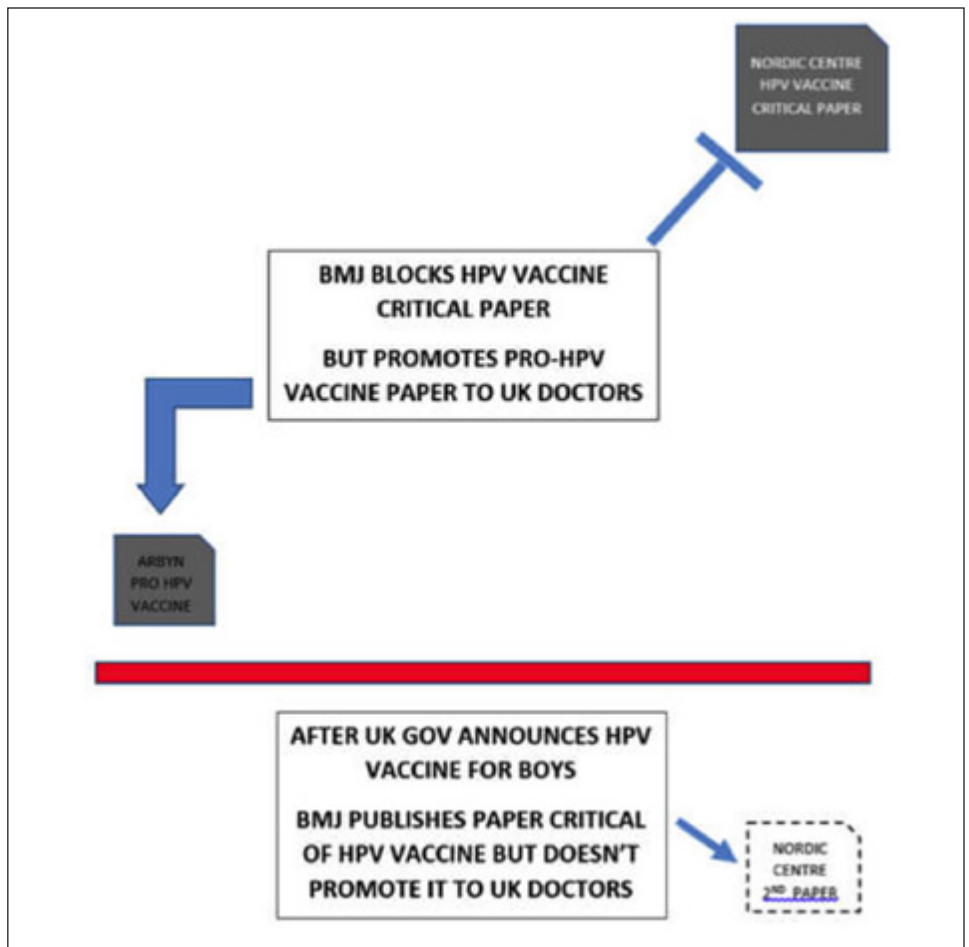 NORDIC CENTRE
HPV VACCINE
CRITICAL PAPER
BMJ BLOCKS HPV VACCINE
CRITICAL PAPER
BUT PROMOTES PRO-HPV
VACCINE PAPER TO UK DOCTORS
ARBYN
PRO HPV
VACCINE
AFTER UK GOV ANNOUNCES HPV
VACCINE FOR BOYS
BMJ PUBLISHES PAPER CRITICAL
OF HPV VACCINE BUT DOESN'T
PROMOTE IT TO UK DOCTORS
NORDIC
CENTRE
2ND PAPER